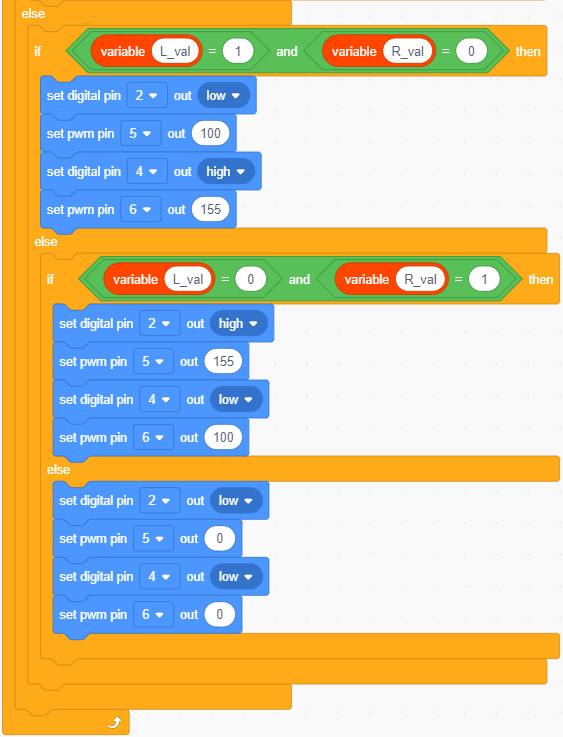 else
if variable L_val = 1 and variable R_val = 0 then
set digital pin 2 out low
set pwm pin 5 out 100
set digital pin 4 out high
set pwm pin 6 out 155
else
if variable L_val = 0 and variable R_val = 1 then
set digital pin 2 out high
set pwm pin 5 out 155
set digital pin 4 out low
set pwm pin 6 out 100
else
set digital pin 2 out low
set pwm pin 5 out 0
set digital pin 4 out low
set pwm pin 6 out 0